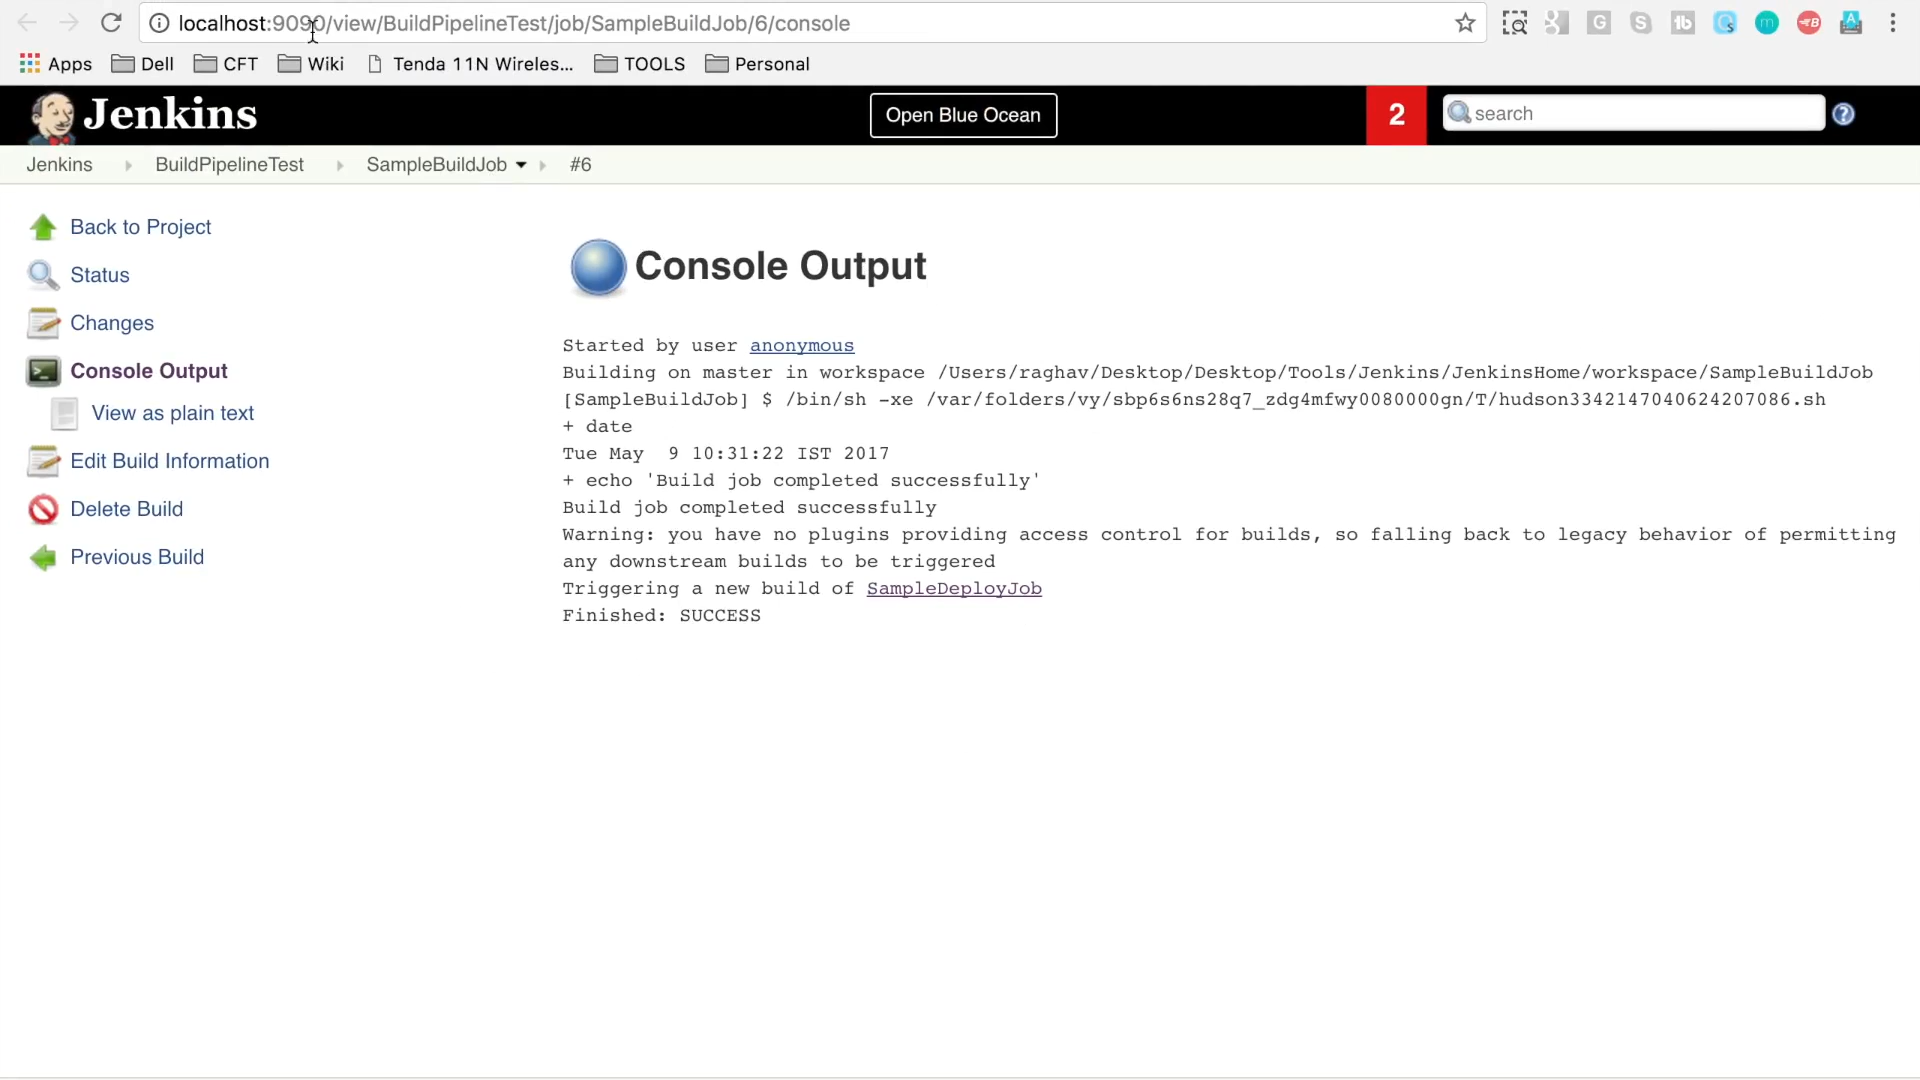 localhost:9090/view/BuildPipelineTest/job/SampleBuildJob/6/console
Apps Dell CFT Wiki Tenda 11N Wireles... TOOLS Personal
Jenkins Open Blue Ocean 2 search
Jenkins BuildPipelineTest SampleBuildJob #6
Back to Project
Status
Changes
Console Output
View as plain text
Edit Build Information
Delete Build
Previous Build
Console Output
Started by user anonymous
Building on master in workspace /Users/raghav/Desktop/Desktop/Tools/Jenkins/JenkinsHome/workspace/SampleBuildJob
[SampleBuildJob] $ /bin/sh -xe /var/folders/vy/sbp6s6ns28q7_zdg4mfwy0080000gn/T/hudson3342147040624207086.sh
+ date
Tue May  9 10:31:22 IST 2017
+ echo 'Build job completed successfully'
Build job completed successfully
Warning: you have no plugins providing access control for builds, so falling back to legacy behavior of permitting
any downstream builds to be triggered
Triggering a new build of SampleDeployJob
Finished: SUCCESS